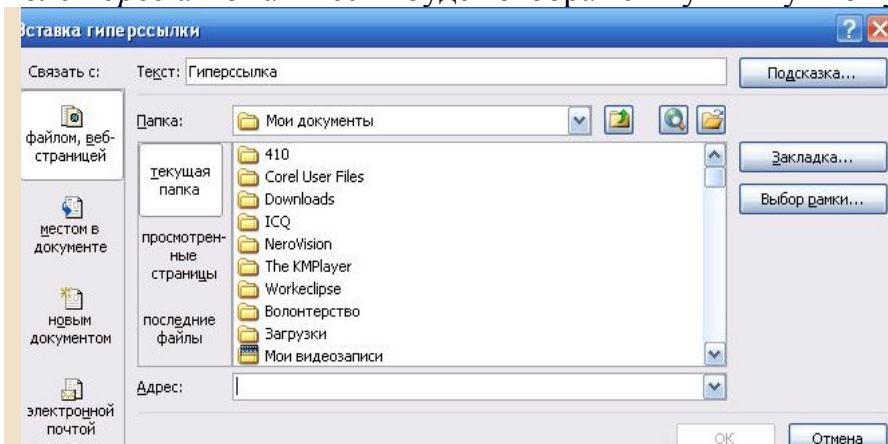 Вставка гиперссылки
Связать с:
Текст: Гиперссылка
Подсказка...
файлом, веб-
страницей
Папка: Мои документы
текущая
папка
410
Corel User Files
Downloads
ICQ
NeroVision
The KMPlayer
Workeclipse
Волонтерство
Загрузки
Мои видеозаписи
Закладка...
Выбор рамки...
местом в
документе
просмотрен-
ные
страницы
новым
документом
последние
файлы
Адрес:
электронной
почтой
ОК
Отмена